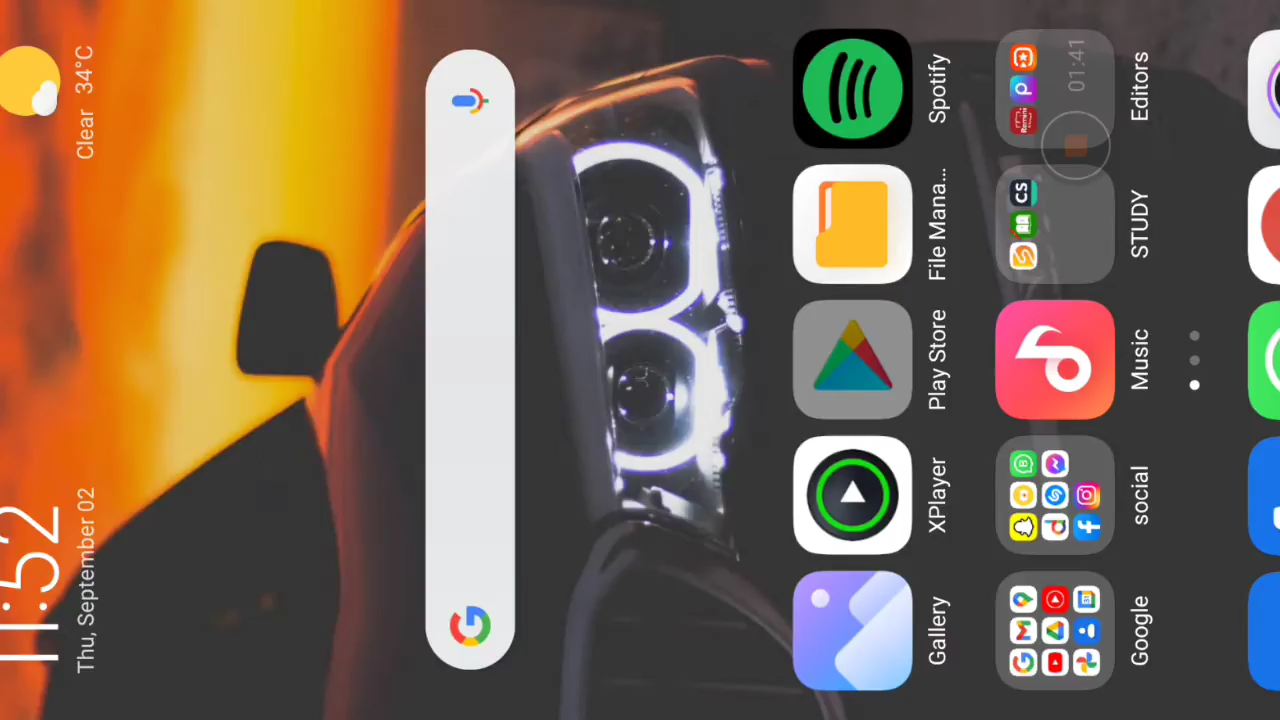 11:52
Thu, September 02
Clear 34°C
Gallery
XPlayer
Play Store
File Mana...
Spotify
Google
social
Music
STUDY
Editors
01:41
CS